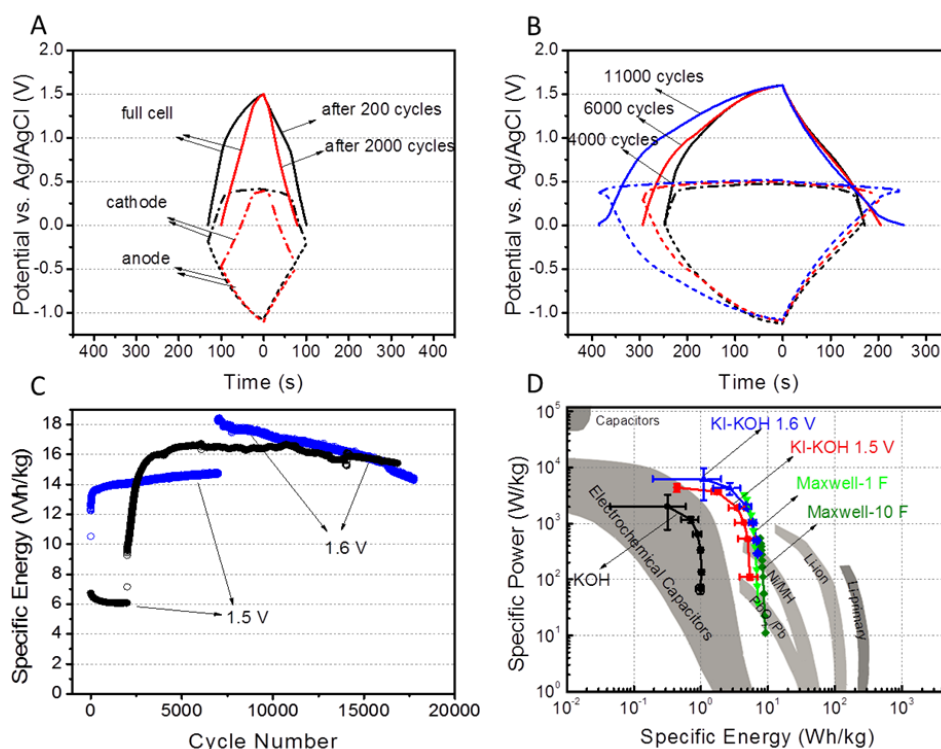 A
Potential vs. Ag/AgCl (V)
2.0
1.5
1.0
0.5
0.0
-0.5
-1.0
full cell
after 200 cycles
after 2000 cycles
cathode
anode
400 300 200 100 0 100 200 300 400
Time (s)
B
Potential vs. Ag/AgCl (V)
2.0
1.5
1.0
0.5
0.0
-0.5
-1.0
11000 cycles
6000 cycles
4000 cycles
400 300 200 100 0 100 200 300
Time (s)
C
Specific Energy (Wh/kg)
18
16
14
12
10
8
6
4
2
0
1.6 V
1.5 V
0 5000 10000 15000 20000
Cycle Number
D
Specific Power (W/kg)
10^5
10^4
10^3
10^2
10^1
10^0
Capacitors
KI-KOH 1.6 V
KI-KOH 1.5 V
Maxwell-1 F
Maxwell-10 F
Electrochemical Capacitors
KOH
Ni/MH
Li-ion
Li-primary
10^-2 10^-1 10^0 10^1 10^2 10^3
Specific Energy (Wh/kg)